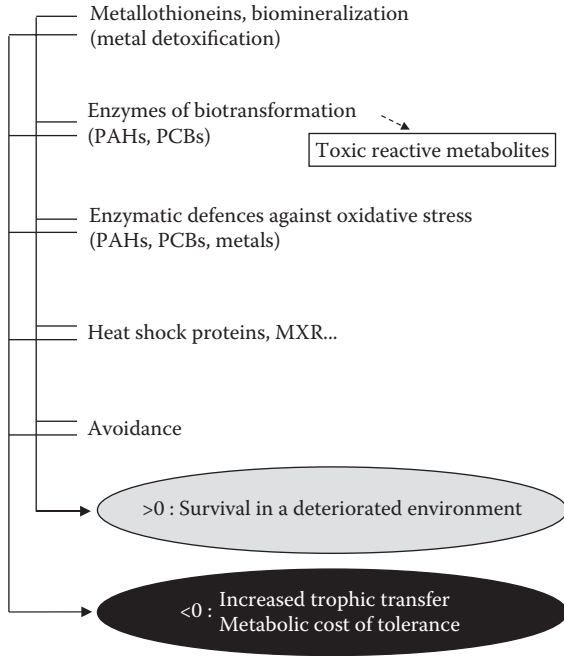 Metallothioneins, biomineralization
(metal detoxification)
Enzymes of biotransformation
(PAHs, PCBs)
Toxic reactive metabolites
Enzymatic defences against oxidative stress
(PAHs, PCBs, metals)
Heat shock proteins, MXR...
Avoidance
>0 : Survival in a deteriorated environment
<0 : Increased trophic transfer
Metabolic cost of tolerance